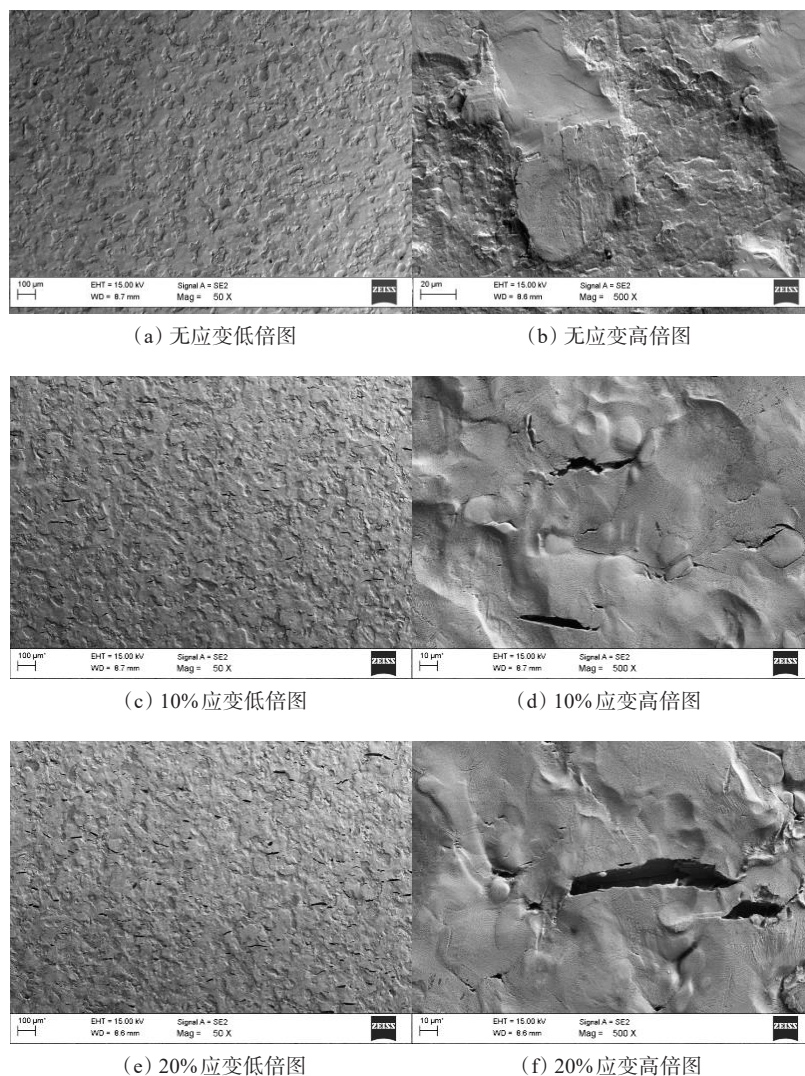 100 μm
EHT = 15.00 kV
Signal A = SE2
WD = 8.7 mm
Mag = 50 X
ZEISS
20 μm
EHT = 15.00 kV
Signal A = SE2
WD = 8.6 mm
Mag = 500 X
ZEISS
(a)无应变低倍图
(b)无应变高倍图
100 μm*
EHT = 15.00 kV
Signal A = SE2
WD = 8.7 mm
Mag = 50 X
ZEISS
10 μm*
EHT = 15.00 kV
Signal A = SE2
WD = 8.7 mm
Mag = 500 X
ZEISS
(c)10%应变低倍图
(d)10%应变高倍图
100 μm*
EHT = 15.00 kV
Signal A = SE2
WD = 8.6 mm
Mag = 50 X
ZEISS
10 μm*
EHT = 15.00 kV
Signal A = SE2
WD = 8.6 mm
Mag = 500 X
ZEISS
(e)20%应变低倍图
(f)20%应变高倍图